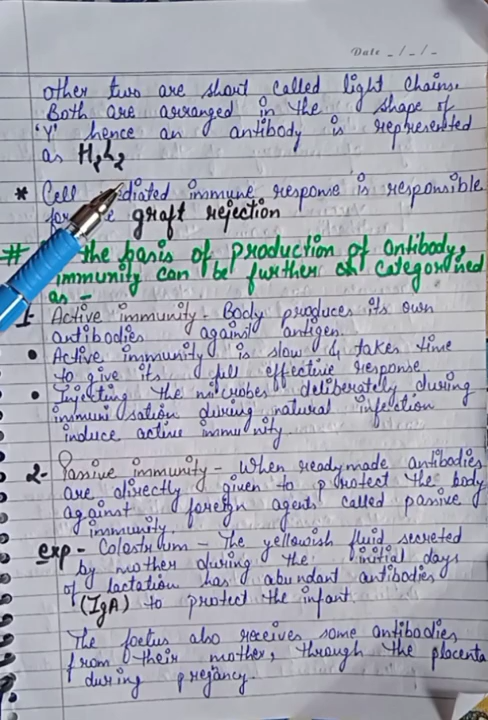 Date _/_/_
other two are short called light chains.
Both are arranged in the shape of
'Y' hence an antibody is represented
as H₂L₂
* Cell diated immune response is responsible
graft rejection
# the basis of production of antibody,
immunity can be further categorised
as -
1- Active immunity - Body produces its own
antibodies against antigen.
• Active immunity is slow & takes time
to give its full effective response
• Injecting the microbes deliberately during
immunisation during natural infection
induce active immunity
2- Passive immunity - When readymade antibodies
are directly given to protect the body
against foreign agents called passive
immunity.
exp - Colostrum - The yellowish fluid secreted
by mother during the initial days
of lactation has abundant antibodies
(IgA) to protect the infant.
The foetus also receives some antibodies
from their mother, through the placenta
during pregancy.